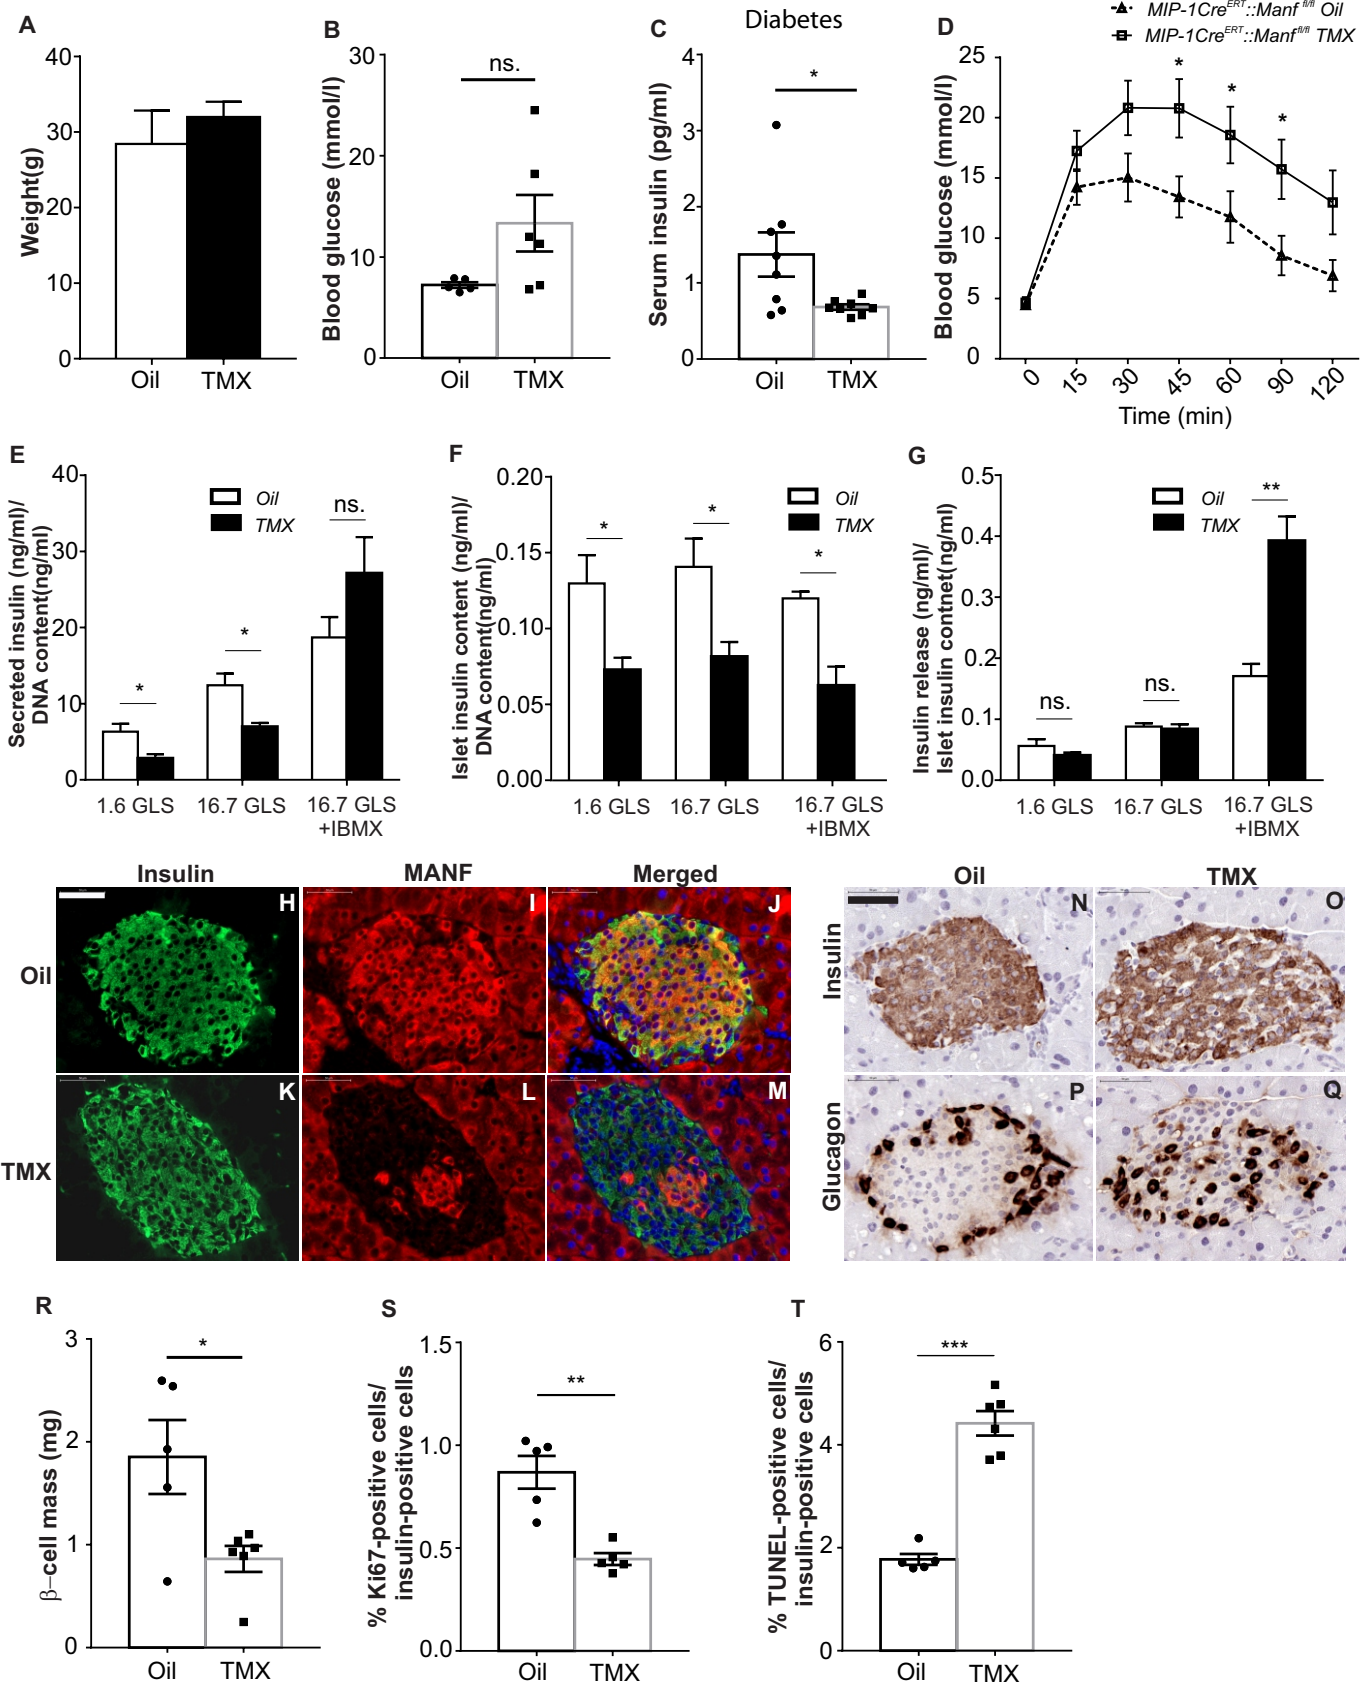 Diabetes
A
Weight(g)
40
30
20
10
0
Oil
TMX
B
Blood glucose (mmol/l)
30
20
10
0
ns.
Oil
TMX
C
Serum insulin (pg/ml)
4
3
2
1
0
*
Oil
TMX
D
MIP-1Cre^ERT::Manf^fl/fl Oil
MIP-1Cre^ERT::Manf^fl/fl TMX
Blood glucose (mmol/l)
25
20
15
10
5
0
* * *
0 15 30 45 60 90 120
Time (min)
E
Secreted insulin (ng/ml)/
DNA content(ng/ml)
40
30
20
10
0
Oil
TMX
*
*
ns.
1.6 GLS 16.7 GLS 16.7 GLS
+IBMX
F
Islet insulin content (ng/ml)/
DNA content(ng/ml)
0.20
0.15
0.10
0.05
0.00
Oil
TMX
*
*
*
1.6 GLS 16.7 GLS 16.7 GLS
+IBMX
G
Insulin release (ng/ml)/
Islet insulin contnet(ng/ml)
0.5
0.4
0.3
0.2
0.1
0.0
Oil
TMX
ns.
ns.
**
1.6 GLS 16.7 GLS 16.7 GLS
+IBMX
Insulin MANF Merged
Oil
H I J
TMX
K L M
Oil TMX
Insulin
N O
Glucagon
P Q
R
β-cell mass (mg)
3
2
1
0
*
Oil
TMX
S
% Ki67-positive cells/
insulin-positive cells
1.5
1.0
0.5
0.0
**
Oil
TMX
T
% TUNEL-positive cells/
insulin-positive cells
6
4
2
0
***
Oil
TMX